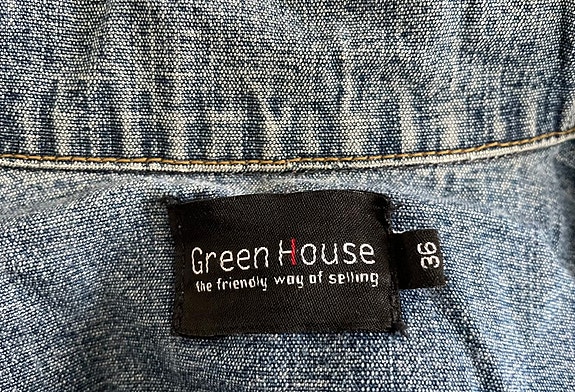 Green House
the friendly way of selling
36